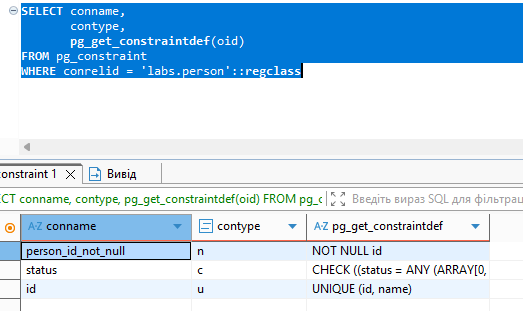 SELECT conname,
contype,
pg_get_constraintdef(oid)
FROM pg_constraint
WHERE conrelid = 'labs.person'::regclass
onstraint 1
Вивід
ECT conname, contype, pg_get_constraintdef(oid) FROM pg_c
Введіть вираз SQL для фільтрац
A-Z conname
contype
A-Z pg_get_constraintdef
person_id_not_null n NOT NULL id
status c CHECK ((status = ANY (ARRAY[0,
id u UNIQUE (id, name)